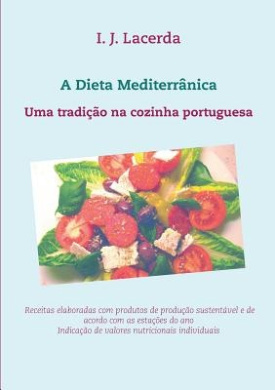 I. J. Lacerda
A Dieta Mediterrânica
Uma tradição na cozinha portuguesa
Receitas elaboradas com produtos de produção sustentável e de
acordo com as estações do ano
Indicação de valores nutricionais individuais